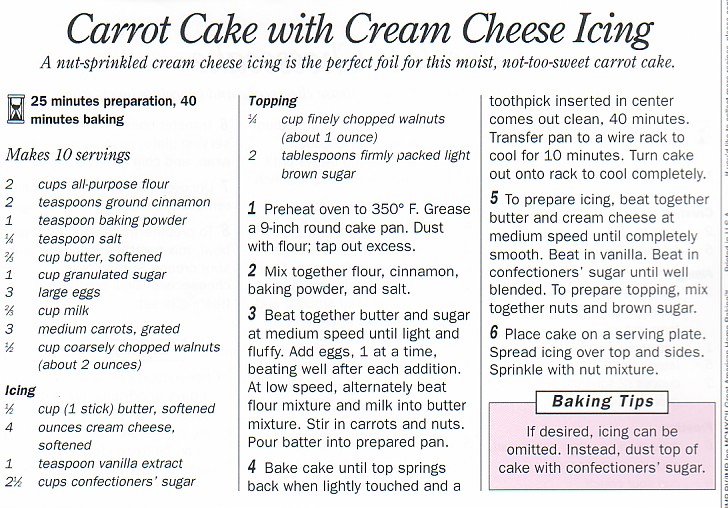 Carrot Cake with Cream Cheese Icing
A nut-sprinkled cream cheese icing is the perfect foil for this moist, not-too-sweet carrot cake.
25 minutes preparation, 40
minutes baking
Makes 10 servings
2 cups all-purpose flour
2 teaspoons ground cinnamon
1 teaspoon baking powder
¼ teaspoon salt
⅔ cup butter, softened
1 cup granulated sugar
3 large eggs
⅔ cup milk
3 medium carrots, grated
½ cup coarsely chopped walnuts
(about 2 ounces)
Icing
½ cup (1 stick) butter, softened
4 ounces cream cheese,
softened
1 teaspoon vanilla extract
2½ cups confectioners' sugar
Topping
¼ cup finely chopped walnuts
(about 1 ounce)
2 tablespoons firmly packed light
brown sugar
1 Preheat oven to 350° F. Grease
a 9-inch round cake pan. Dust
with flour; tap out excess.
2 Mix together flour, cinnamon,
baking powder, and salt.
3 Beat together butter and sugar
at medium speed until light and
fluffy. Add eggs, 1 at a time,
beating well after each addition.
At low speed, alternately beat
flour mixture and milk into butter
mixture. Stir in carrots and nuts.
Pour batter into prepared pan.
4 Bake cake until top springs
back when lightly touched and a
toothpick inserted in center
comes out clean, 40 minutes.
Transfer pan to a wire rack to
cool for 10 minutes. Turn cake
out onto rack to cool completely.
5 To prepare icing, beat together
butter and cream cheese at
medium speed until completely
smooth. Beat in vanilla. Beat in
confectioners' sugar until well
blended. To prepare topping, mix
together nuts and brown sugar.
6 Place cake on a serving plate.
Spread icing over top and sides.
Sprinkle with nut mixture.
Baking Tips
If desired, icing can be
omitted. Instead, dust top of
cake with confectioners' sugar.